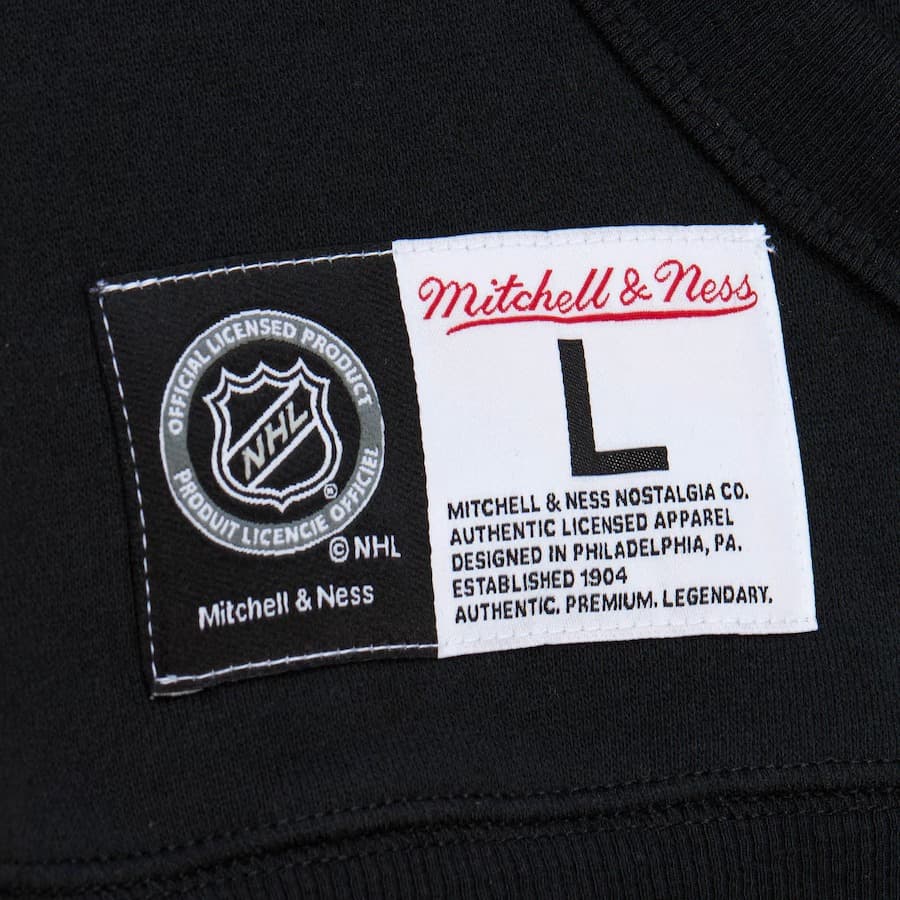 OFFICIAL LICENSED PRODUCT
NHL
®
PRODUIT LICENCIE OFFICIEL
© NHL
Mitchell & Ness
Mitchell & Ness
L
MITCHELL & NESS NOSTALGIA CO.
AUTHENTIC LICENSED APPAREL
DESIGNED IN PHILADELPHIA, PA.
ESTABLISHED 1904
AUTHENTIC. PREMIUM. LEGENDARY.